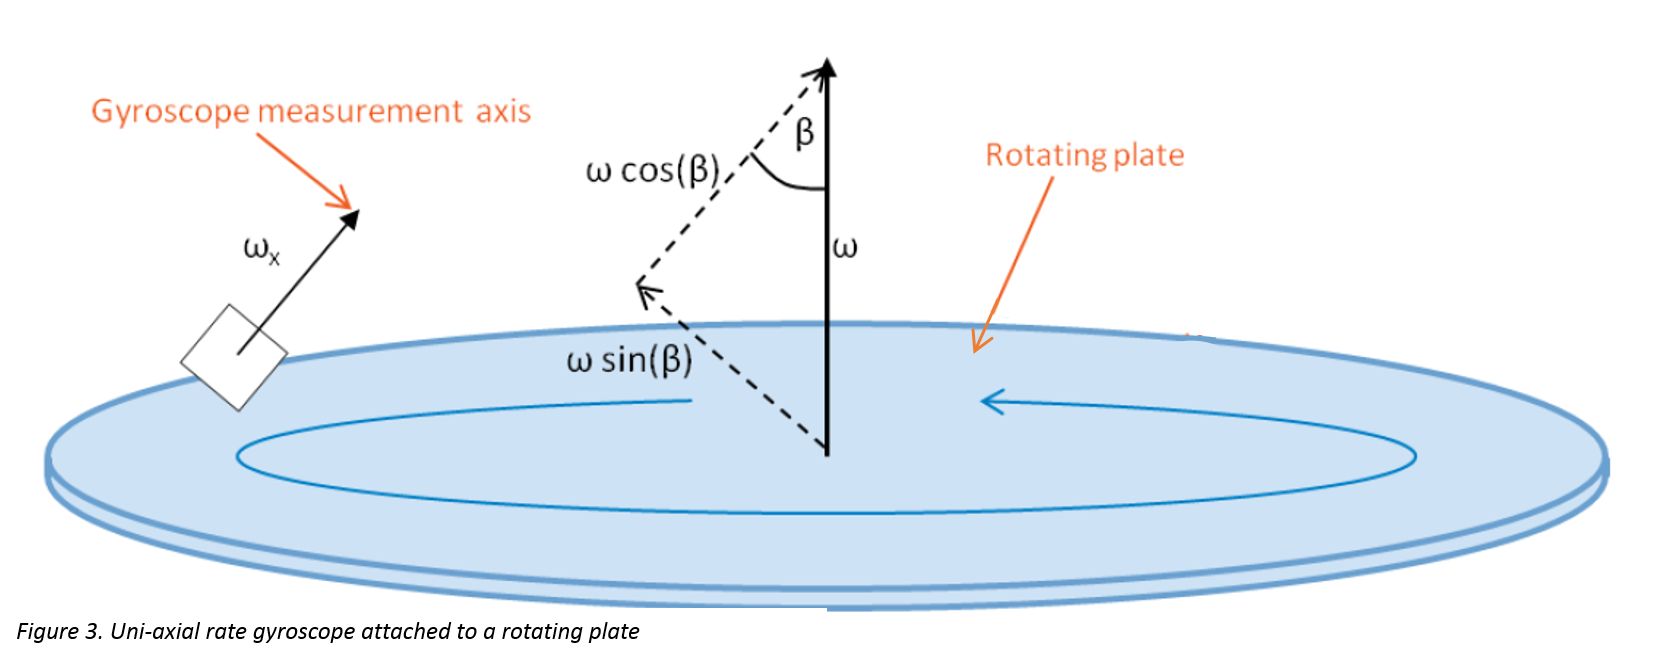 Gyroscope measurement axis
β
Rotating plate
ω cos(β)
ωₓ
ω
ω sin(β)
Figure 3. Uni-axial rate gyroscope attached to a rotating plate